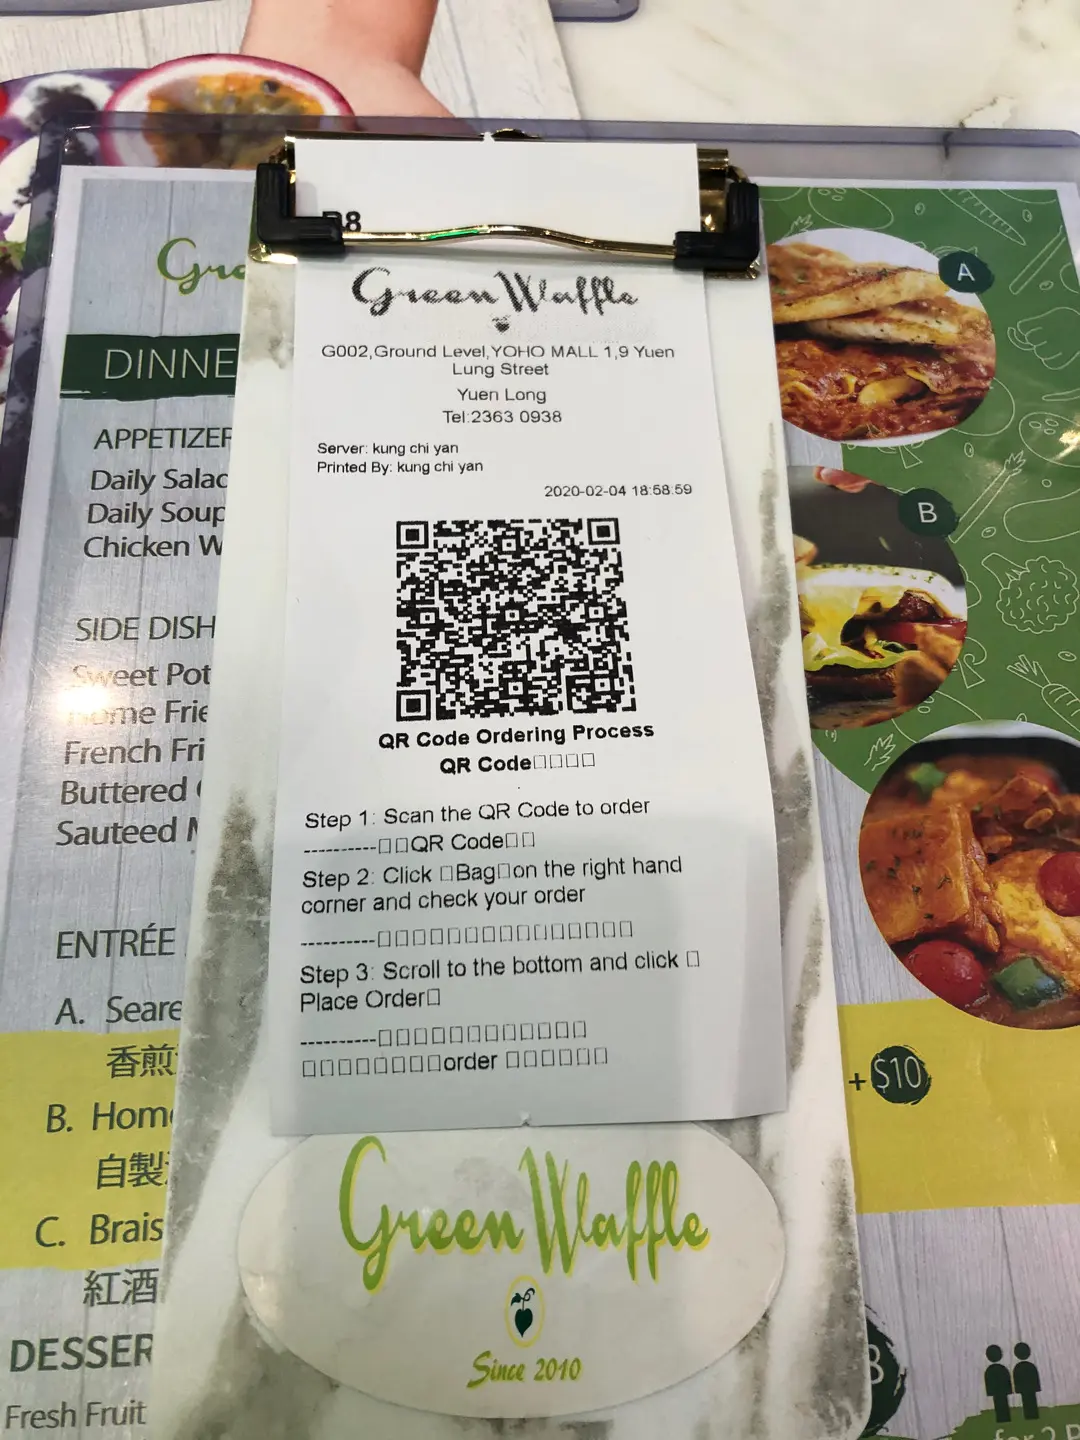 B8
Green Waffle
G002,Ground Level,YOHO MALL 1,9 Yuen
Lung Street
Yuen Long
Tel:2363 0938
Server: kung chi yan
Printed By: kung chi yan
2020-02-04 18:58:59
QR Code Ordering Process
QR Code□□□□
Step 1: Scan the QR Code to order
----------□□QR Code□□
Step 2: Click □Bag□on the right hand
corner and check your order
----------□□□□□□□□□□□□□□□
Step 3: Scroll to the bottom and click □
Place Order□
----------□□□□□□□□□□□□
□□□□□□□□□order □□□□□□
Green Waffle
Since 2010
Gre
DINNE
APPETIZER
Daily Salad
Daily Soup
Chicken W
SIDE DISH
Sweet Pot
Home Frie
French Fri
Buttered
Sauteed M
ENTRÉE
A. Seare
香煎
B. Home
自製
C. Brais
紅酒
DESSER
Fresh Fruit
A
B
+$10
for 2 P